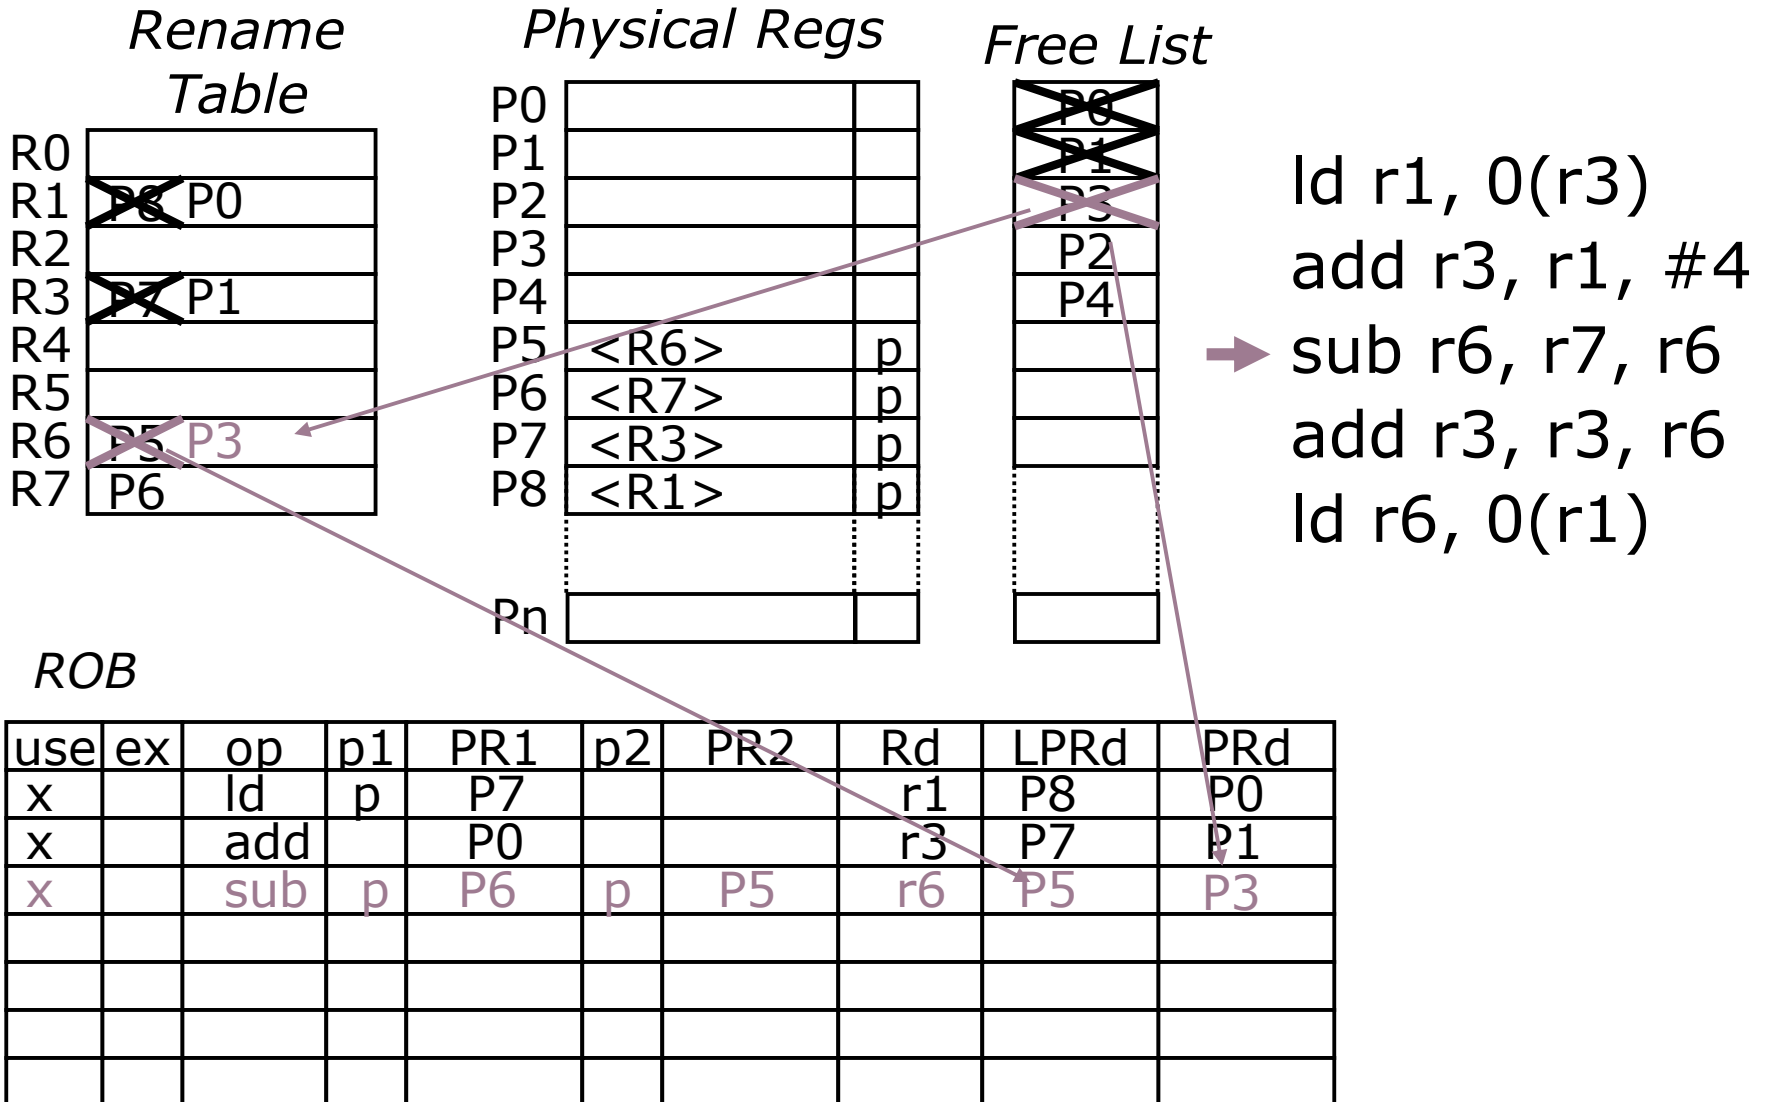 Rename Table
Physical Regs
Free List
R0
R1 P8 P0
R2
R3 P7 P1
R4
R5
R6 P5 P3
R7 P6
P0
P1
P2
P3
P4
P5 <R6> p
P6 <R7> p
P7 <R3> p
P8 <R1> p
Pn
P0
P1
P3
P2
P4
ld r1, 0(r3)
add r3, r1, #4
sub r6, r7, r6
add r3, r3, r6
ld r6, 0(r1)
ROB
use ex op p1 PR1 p2 PR2 Rd LPRd PRd
x ld p P7 r1 P8 P0
x add P0 r3 P7 P1
x sub p P6 p P5 r6 P5 P3